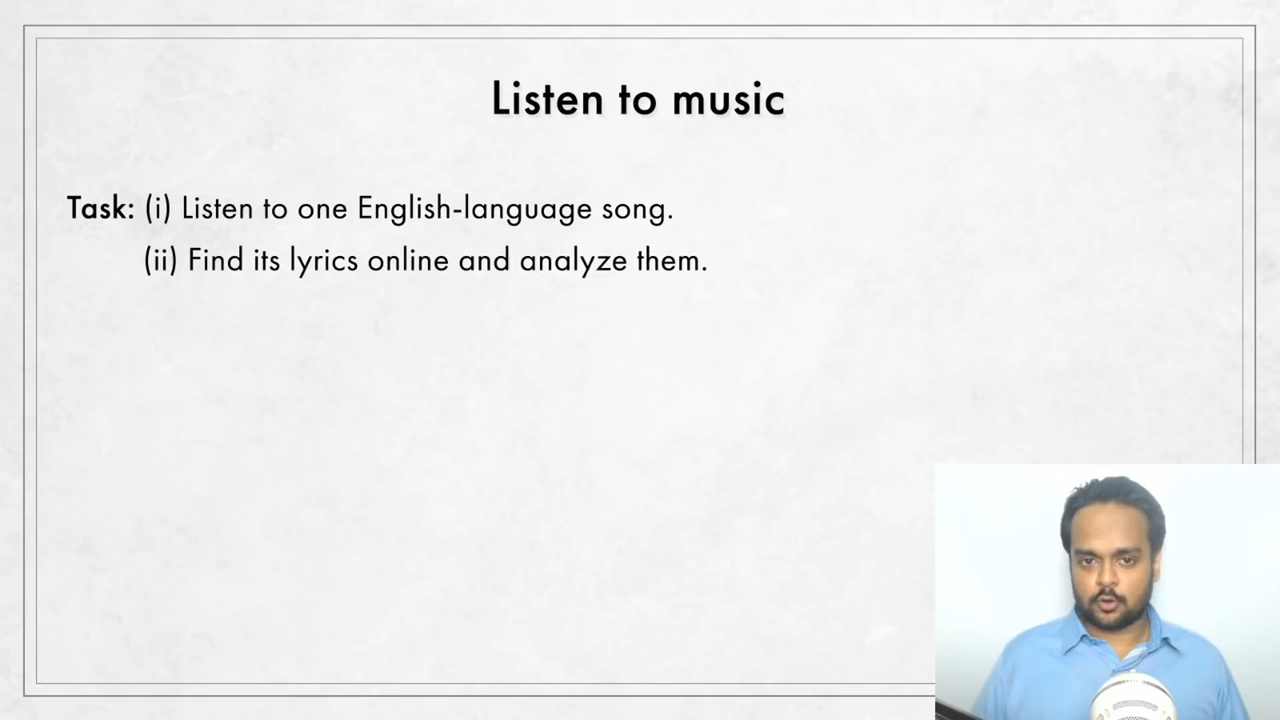 Listen to music
Task: (i) Listen to one English-language song.
(ii) Find its lyrics online and analyze them.